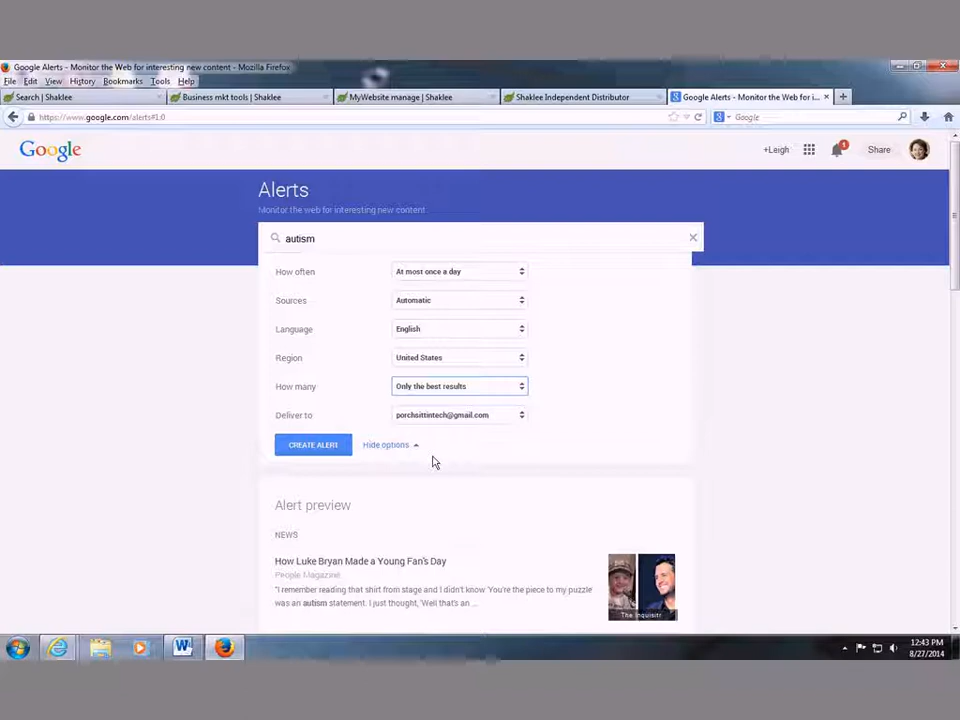 Google Alerts - Monitor the Web for interesting new content - Mozilla Firefox
File Edit View History Bookmarks Tools Help
Search | Shaklee
Business mkt tools | Shaklee
MyWebsite manage | Shaklee
Shaklee Independent Distributor
Google Alerts - Monitor the Web for i...
https://www.google.com/alerts#1:0
Google
Google
+Leigh
1
Share
Alerts
Monitor the web for interesting new content
autism
How often At most once a day
Sources Automatic
Language English
Region United States
How many Only the best results
Deliver to porchsittintech@gmail.com
CREATE ALERT Hide options
Alert preview
NEWS
How Luke Bryan Made a Young Fan's Day
People Magazine
"I remember reading that shirt from stage and I didn't know 'You're the piece to my puzzle
was an autism statement. I just thought, 'Well that's an ...
The Inquisitr
12:43 PM
8/27/2014